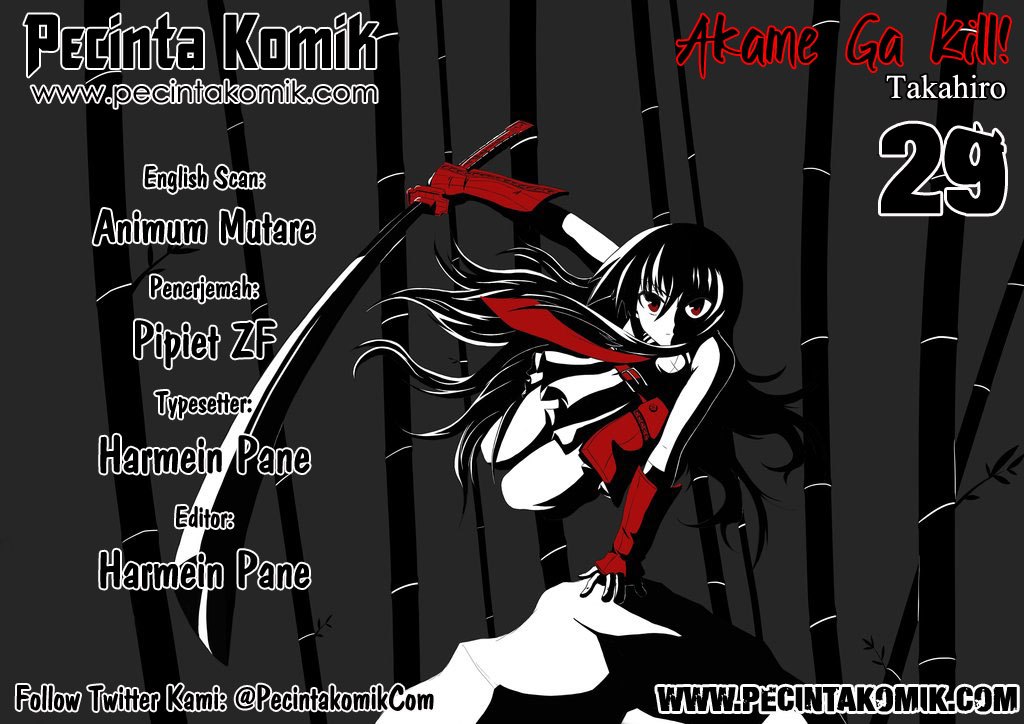 Pecinta Komik
www.pecintakomik.com
Akame Ga Kill!
Takahiro
29
English Scan:
Animum Mutare
Penerjemah:
Pipiet ZF
Typesetter:
Harmein Pane
Editor:
Harmein Pane
Follow Twitter Kami: @PecintakomikCom
WWW.PECINTAKOMIK.COM